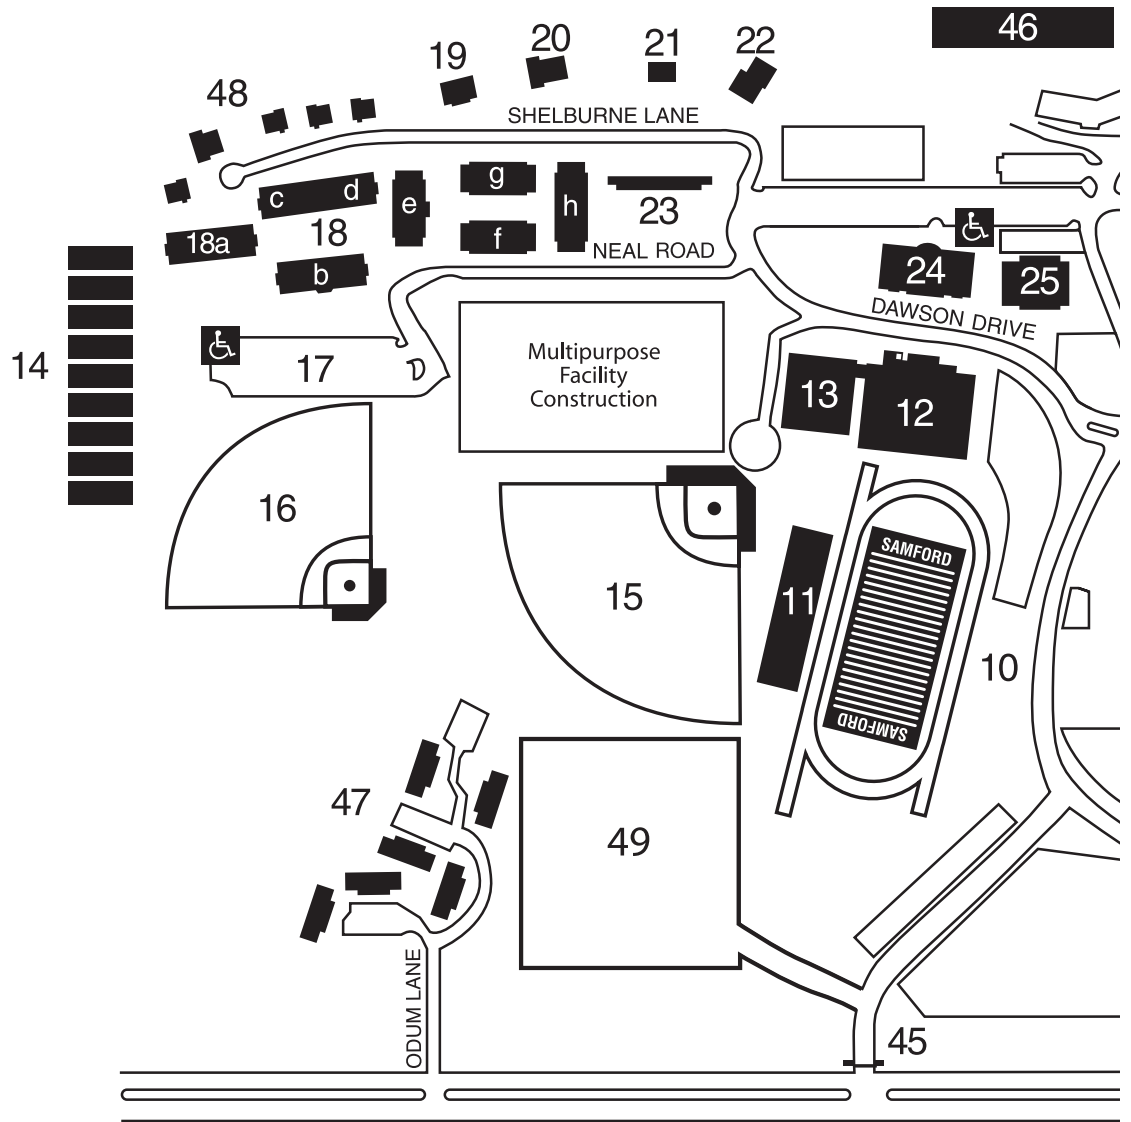 46
20
21
22
19
48
SHELBURNE LANE
g
c
d
e
h
23
18a
18
f
NEAL ROAD
b
24
25
DAWSON DRIVE
14
17
Multipurpose
Facility
Construction
13
12
16
SAMFORD
15
11
10
SAMFORD
47
49
ODUM LANE
45